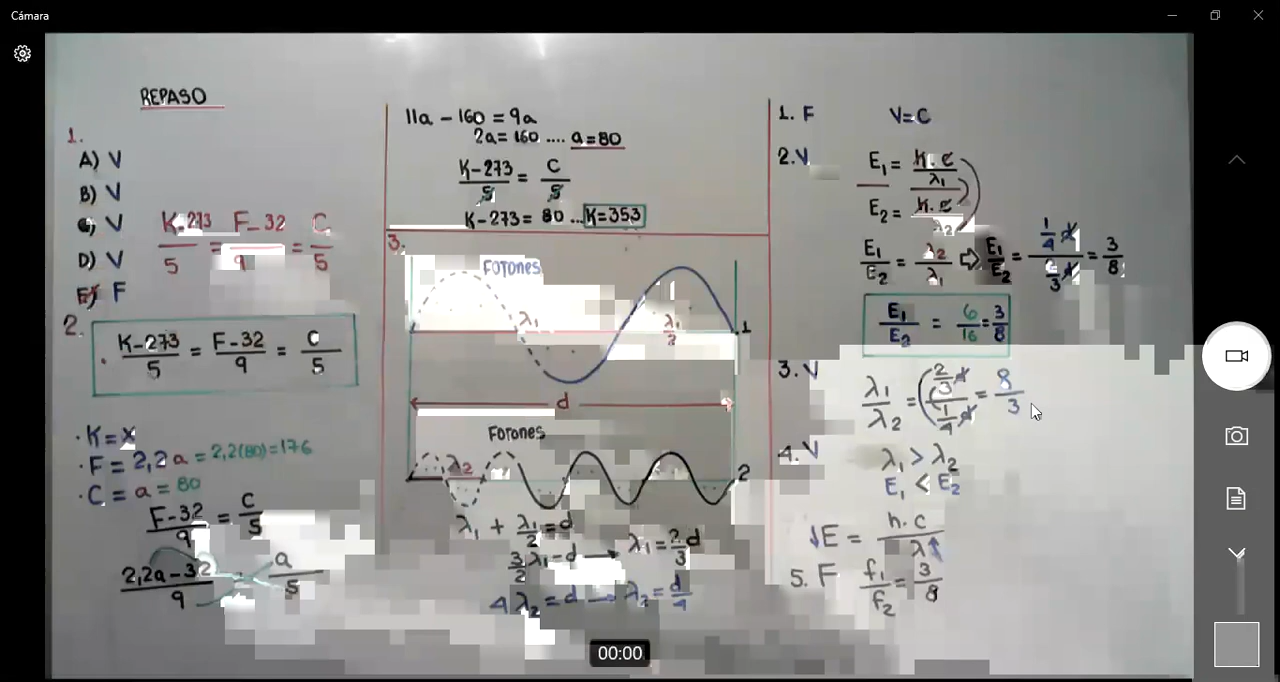 Cámara
REPASO
1.
A) V
B) V
C) V
D) V
E) F
K-273/5 = F-32/9 = C/5
2.
K-273/5 = F-32/9 = C/5
· K = x
· F = 2,2a = 2,2(80) = 176
· C = a = 80
F-32/9 = C/5
2,2a-32/9 = a/5
11a - 160 = 9a
2a = 160 .... a = 80
K-273/5 = C/5
K-273 = 80 ... K = 353
3.
FOTONES
λ1 λ1/2 1
d
Fotones
λ2 2
λ1 + λ1/2 = d
3/2 λ1 = d → λ1 = 2/3 d
4 λ2 = d → λ2 = d/4
1. F V = C
2. V E1 = h.c/λ1
E2 = h.c/λ2
E1/E2 = λ2/λ1 ⇨ E1/E2 = 1/4 d / 2/3 d = 3/8
E1/E2 = 6/16 = 3/8
3. V λ1/λ2 = (2/3 d / 1/4 d = 8/3
4. V λ1 > λ2
E1 < E2
↓E = h.c/λ↑
5. F f1/f2 = 3/8
00:00